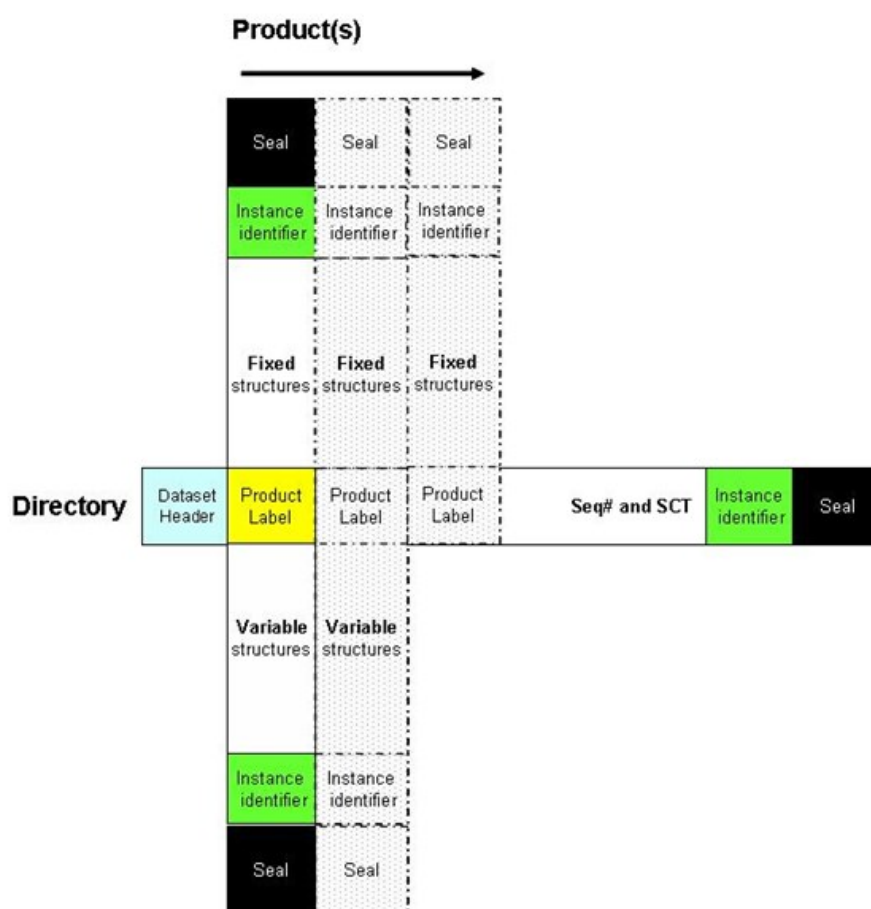 Product(s)
Seal Seal Seal
Instance Instance Instance
identifier identifier identifier
Fixed Fixed Fixed
structures structures structures
Directory
Dataset
Header
Product
Label
Product
Label
Product
Label
Seq# and SCT
Instance
identifier
Seal
Variable Variable
structures structures
Instance Instance
identifier identifier
Seal Seal